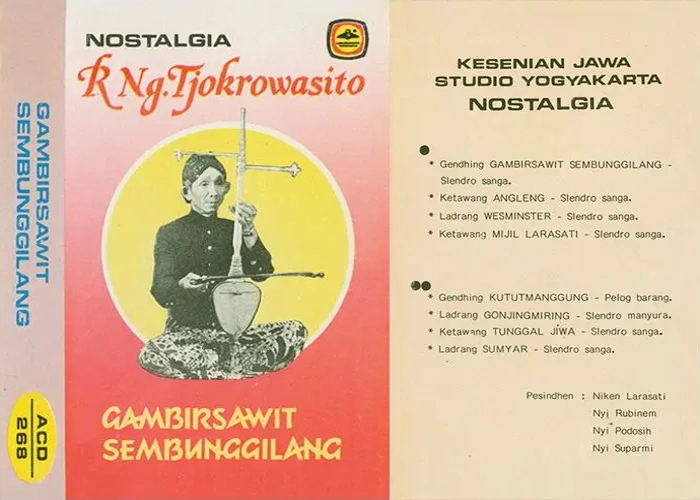 GAMBIRSAWIT
SEMBUNGGILANG
ACD
268
NOSTALGIA
R Ng. Tjokrowasito
GAMBIRSAWIT
SEMBUNGGILANG
KESENIAN JAWA
STUDIO YOGYAKARTA
NOSTALGIA
* Gendhing GAMBIRSAWIT SEMBUNGGILANG -
Slendro sanga.
* Ketawang ANGLENG - Slendro sanga.
* Ladrang WESMINSTER - Slendro sanga.
* Ketawang MIJIL LARASATI - Slendro sanga.
* Gendhing KUTUTMANGGUNG - Pelog barang.
* Ladrang GONJINGMIRING - Slendro manyura.
* Ketawang TUNGGAL JIWA - Slendro sanga.
* Ladrang SUMYAR - Slendro sanga.
Pesindhen : Niken Larasati
Nyi Rubinem
Nyi Podosih
Nyi Suparmi